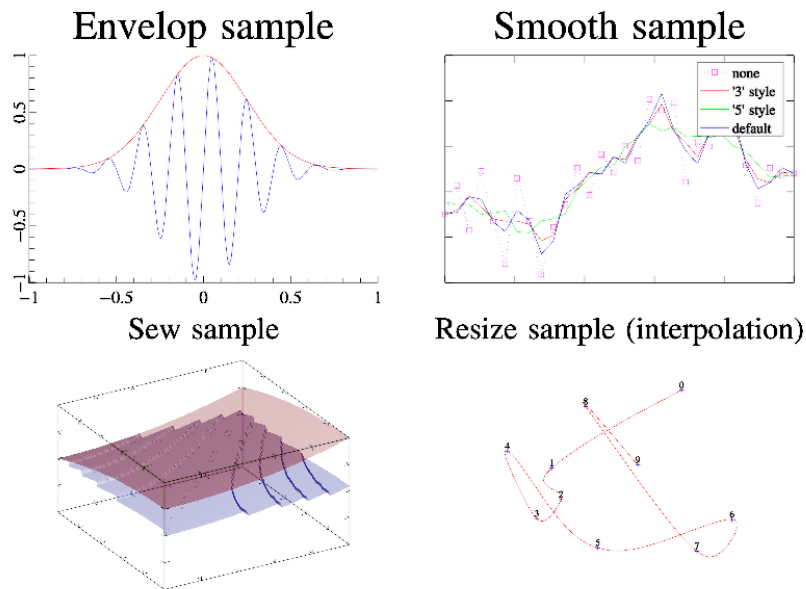 Envelop sample
Smooth sample
1
0.5
0
−0.5
−1
−1
−0.5
0
0.5
1
none
'3' style
'5' style
default
Sew sample
Resize sample (interpolation)
0
8
4
1
9
2
3
6
5
7